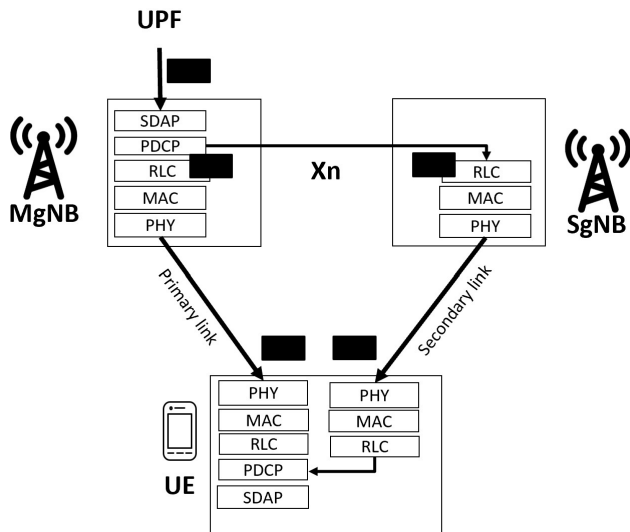 UPF
SDAP
PDCP
RLC
MAC
PHY
MgNB
Xn
RLC
MAC
PHY
SgNB
Primary link
Secondary link
PHY
MAC
RLC
PDCP
SDAP
PHY
MAC
RLC
UE